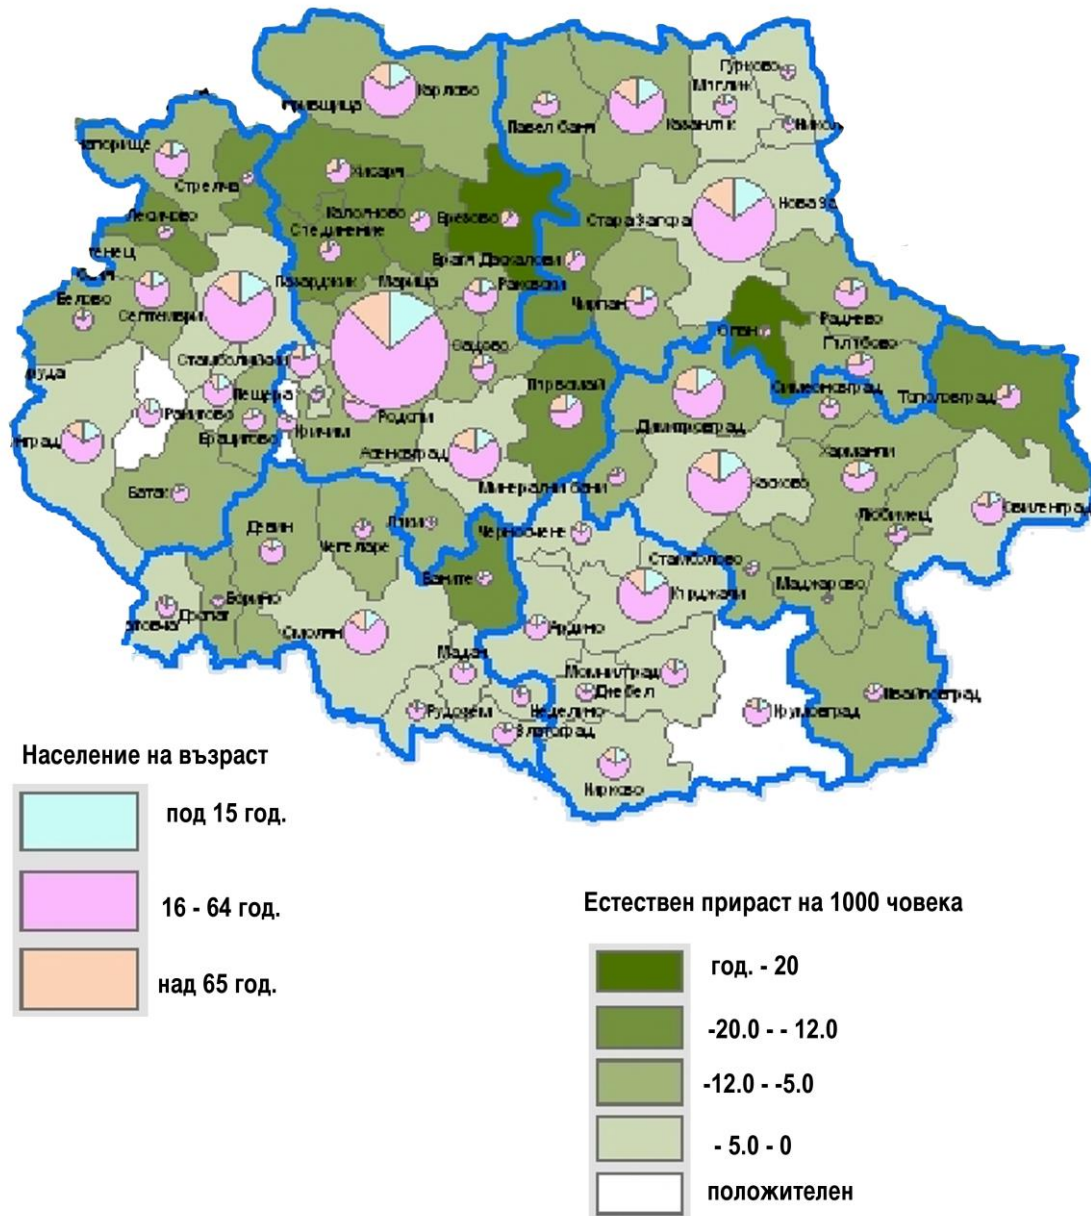 Гурково
Мъглиж
Карлово
Казанлък
Павел баня
Стрелча
Хисаря
Лесичово
Калояново
Съединение
Брезово
Стара Загора
Нова За
Братя Даскалови
Пазарджик
Марица
Раковски
Белово
Септември
Чирпан
Раднево
Опан
Гълъбово
Садово
Стамболийски
Пещера
Първомай
Симеоновград
Тополовград
Ракитово
Родопи
Димитровград
Брацигово
Кричим
Асеновград
Харманли
Минерални бани
Хасково
Батак
Свиленград
Девин
Чепеларе
Лъки
Черноочене
Любимец
Баните
Стамболово
Маджарово
Кърджали
Борино
Доспат
Смолян
Ардино
Мадан
Момчилград
Джебел
Рудозем
Неделино
Крумовград
Ивайловград
Златоград
Кирково
Население на възраст
под 15 год.
16 - 64 год.
над 65 год.
Естествен прираст на 1000 човека
год. - 20
-20.0 - - 12.0
-12.0 - -5.0
- 5.0 - 0
положителен